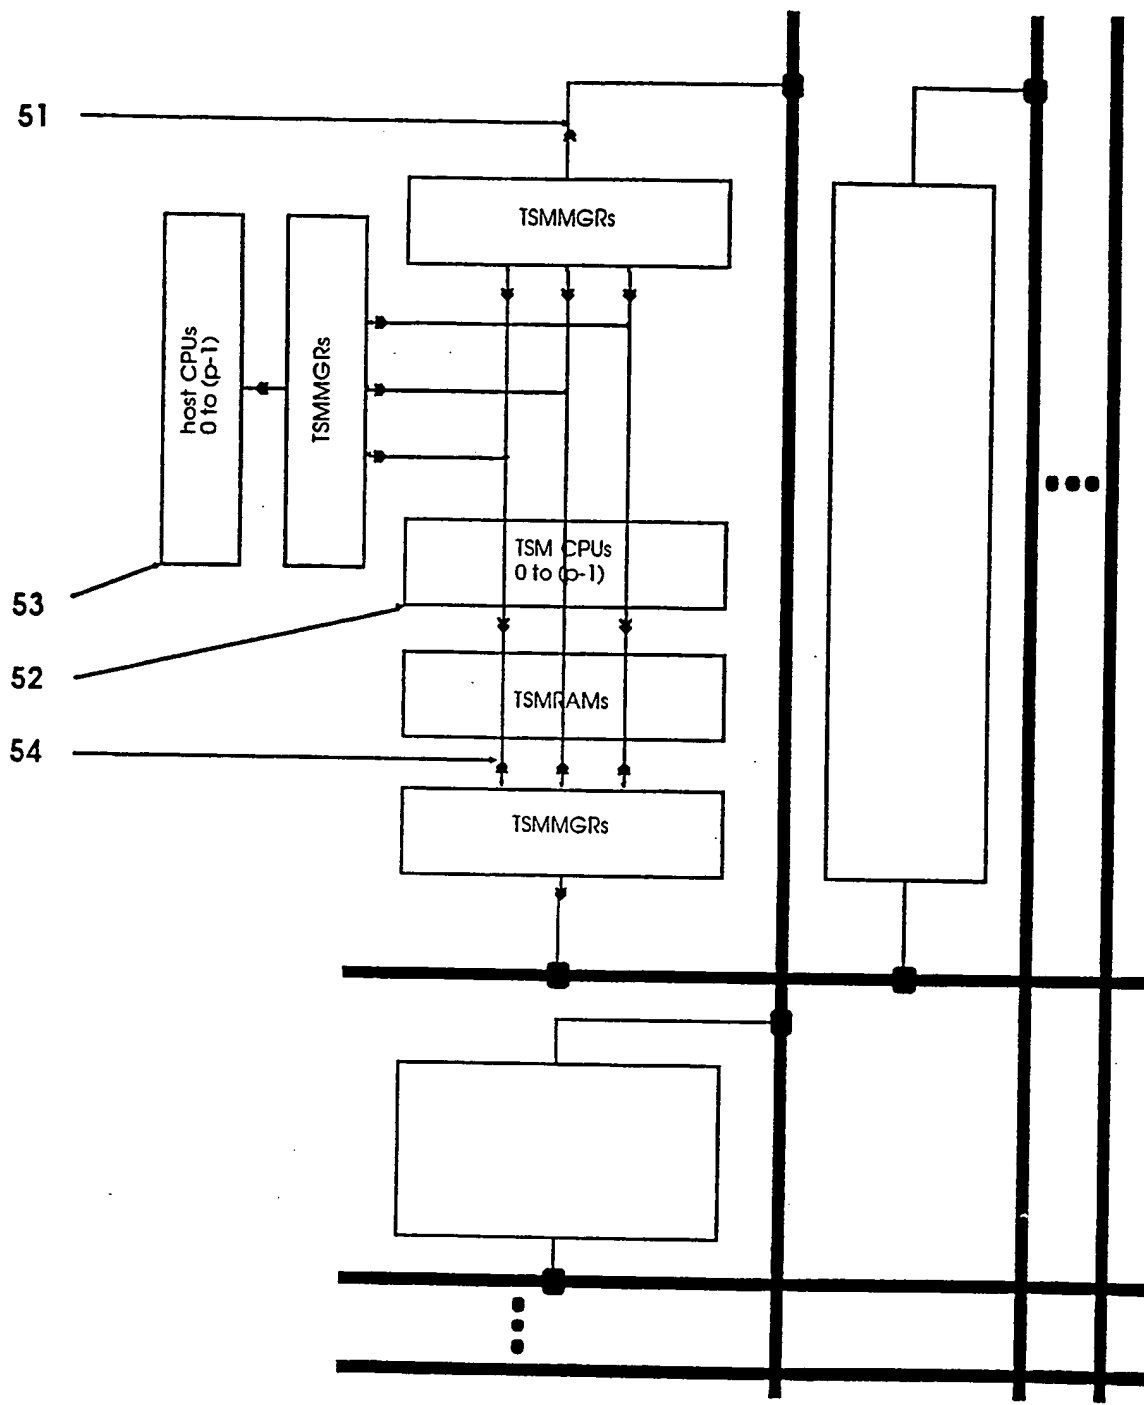 51
TSMMGRs
host CPUs
0 to (p-1)
TSMMGRs
TSM CPUs
0 to (p-1)
53
52
TSMRAMs
54
TSMMGRs